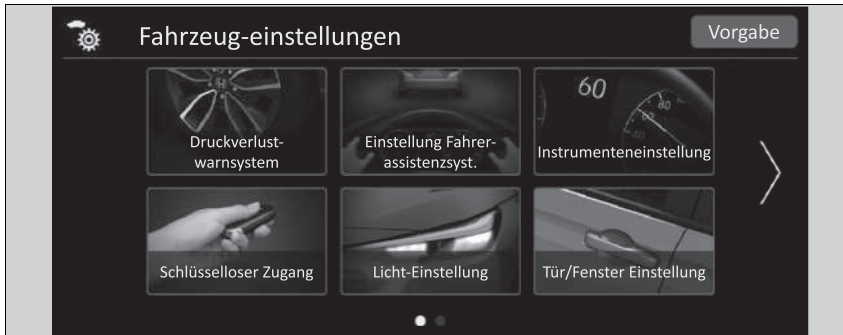 Fahrzeug-einstellungen
Vorgabe
Druckverlust-
warnsystem
Einstellung Fahrer-
assistenzsyst.
60
Instrumenteneinstellung
Schlüsselloser Zugang
Licht-Einstellung
Tür/Fenster Einstellung